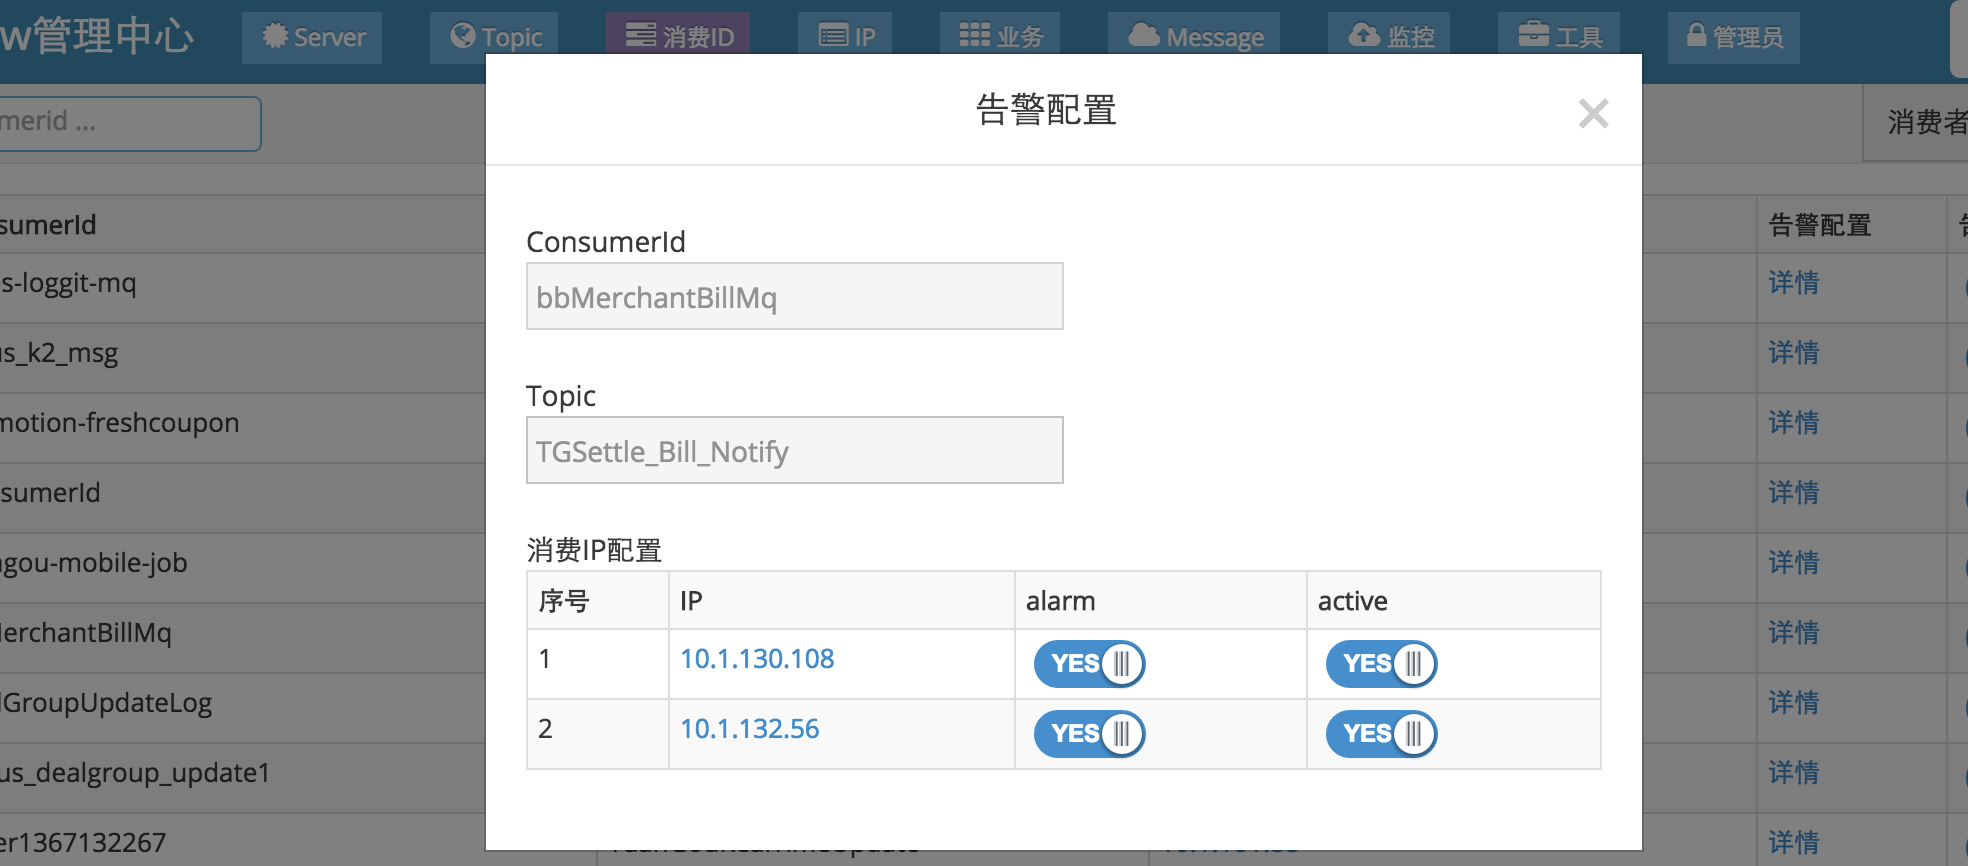 w管理中心 Server Topic 消费ID IP 业务 Message 监控 工具 管理员
merid ...
消费者
告警配置
sumerId
告警配置
s-loggit-mq
详情
us_k2_msg
详情
motion-freshcoupon
详情
sumerId
详情
gou-mobile-job
详情
MerchantBillMq
详情
lGroupUpdateLog
详情
us_dealgroup_update1
详情
er1367132267
详情
ConsumerId
bbMerchantBillMq
Topic
TGSettle_Bill_Notify
消费IP配置
序号 IP alarm active
1 10.1.130.108 YES YES
2 10.1.132.56 YES YES